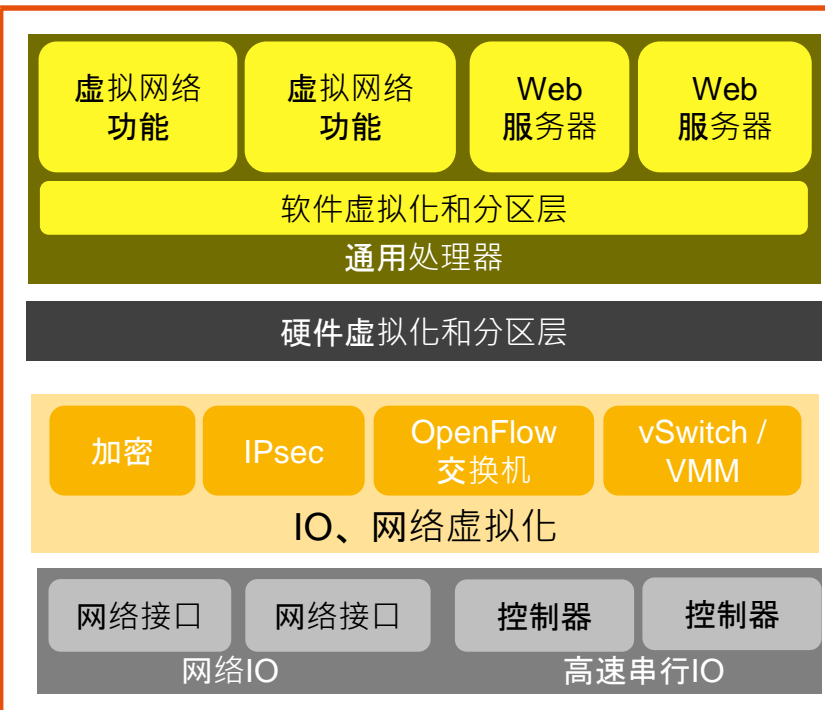 虚拟网络
功能
虚拟网络
功能
Web
服务器
Web
服务器
软件虚拟化和分区层
通用处理器
硬件虚拟化和分区层
加密
IPsec
OpenFlow
交换机
vSwitch /
VMM
IO、网络虚拟化
网络接口
网络接口
控制器
控制器
网络IO
高速串行IO